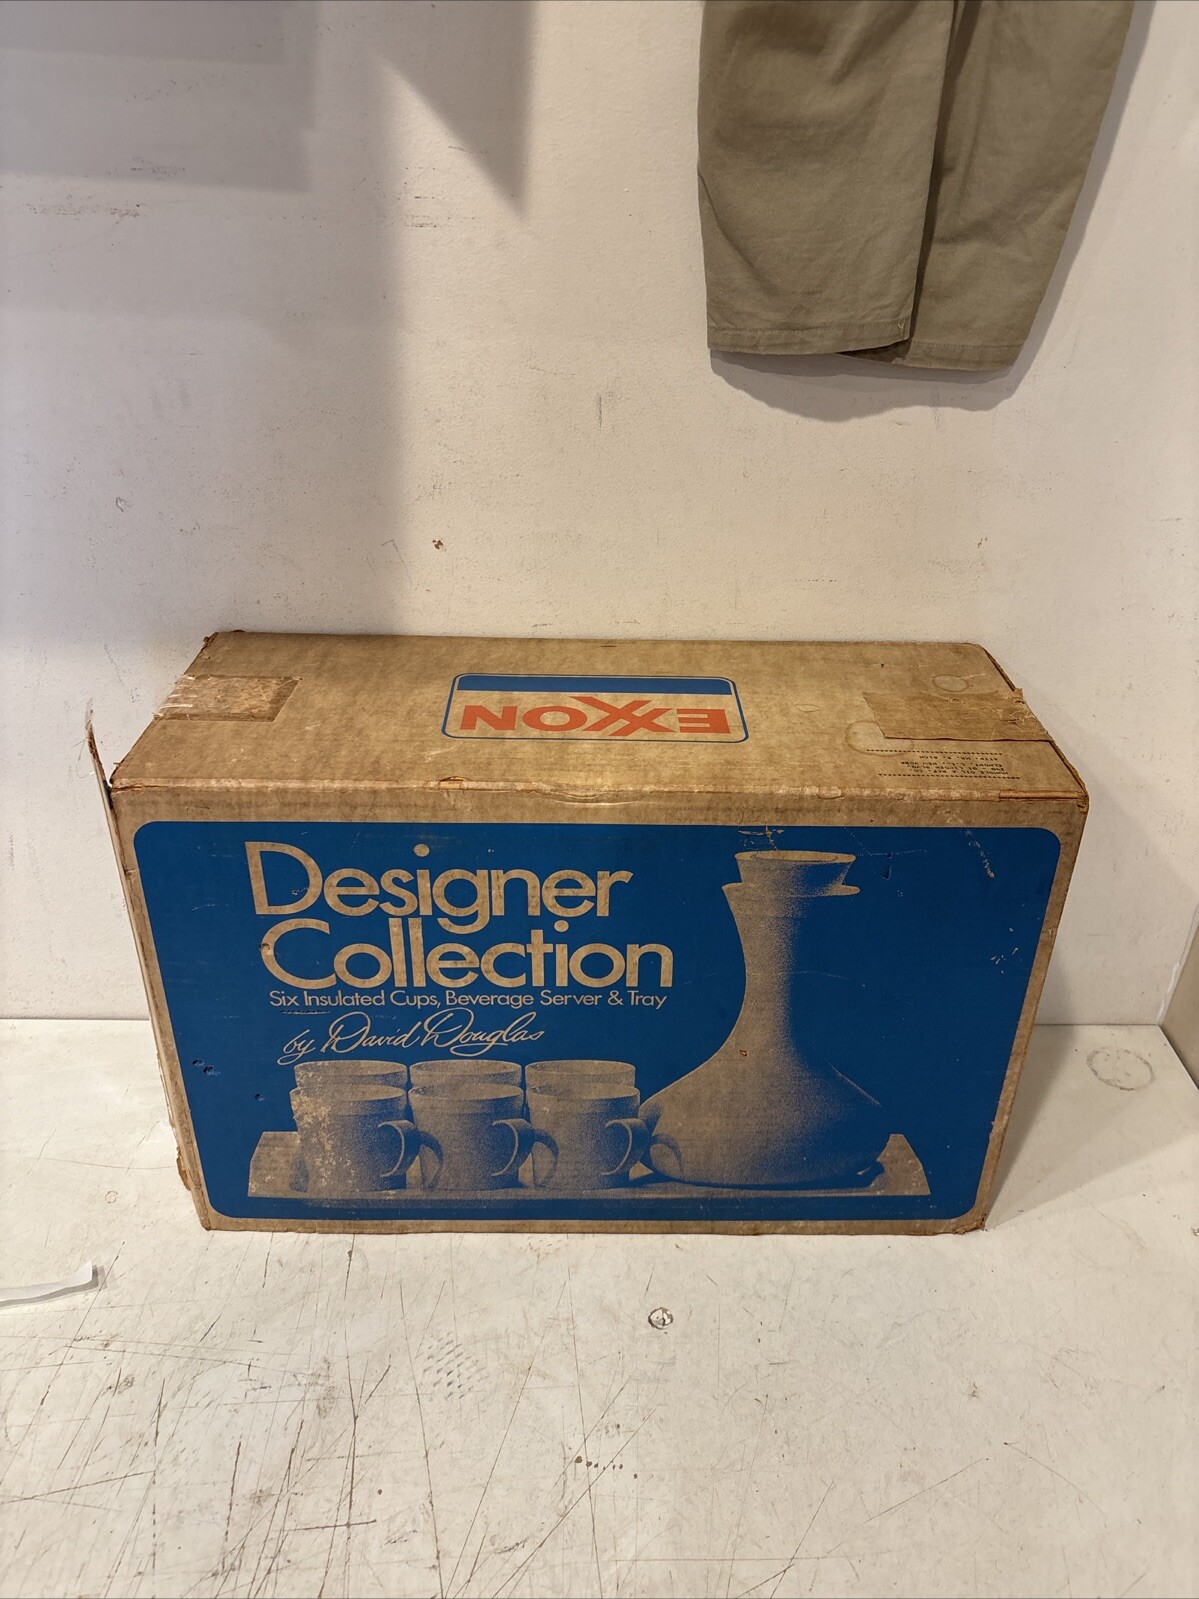 EXXON
Designer
Collection
Six Insulated Cups, Beverage Server & Tray
by David Douglas